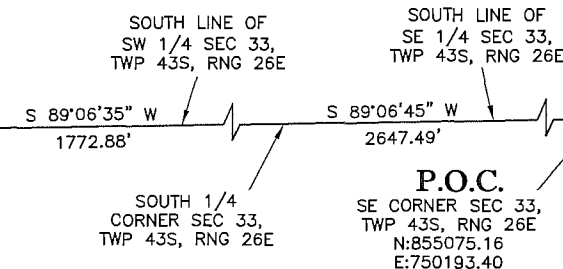 SOUTH LINE OF
SW 1/4 SEC 33,
TWP 43S, RNG 26E
SOUTH LINE OF
SE 1/4 SEC 33,
TWP 43S, RNG 26E
S 89°06'35" W
1772.88'
S 89°06'45" W
2647.49'
SOUTH 1/4
CORNER SEC 33,
TWP 43S, RNG 26E
P.O.C.
SE CORNER SEC 33,
TWP 43S, RNG 26E
N:855075.16
E:750193.40